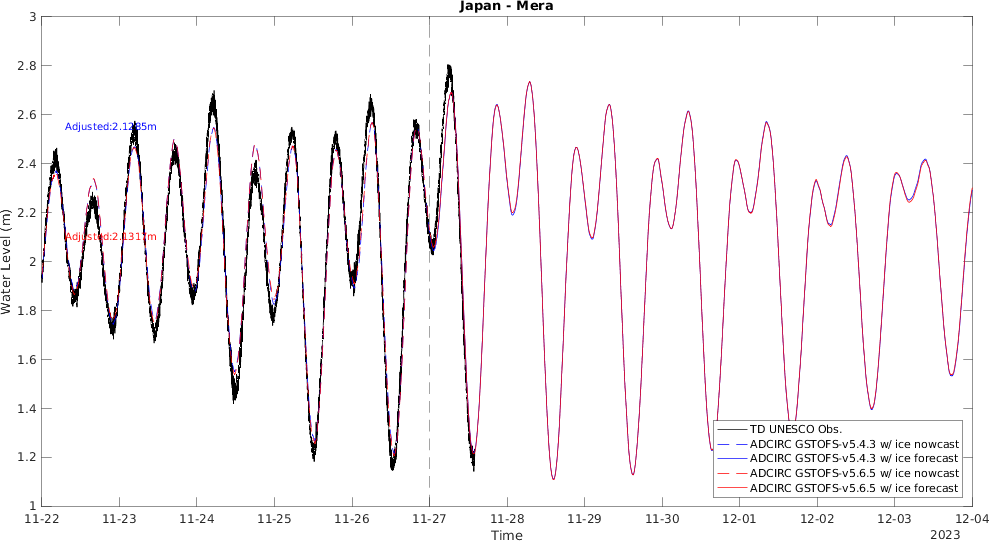 Japan - Mera
3
2.8
2.6
2.4
2.2
2
1.8
1.6
1.4
1.2
1
Water Level (m)
Adjusted:2.1285m
Adjusted:2.1311m
TD UNESCO Obs.
ADCIRC GSTOFS-v5.4.3 w/ ice nowcast
ADCIRC GSTOFS-v5.4.3 w/ ice forecast
ADCIRC GSTOFS-v5.6.5 w/ ice nowcast
ADCIRC GSTOFS-v5.6.5 w/ ice forecast
11-22 11-23 11-24 11-25 11-26 11-27 11-28 11-29 11-30 12-01 12-02 12-03 12-04
Time
2023